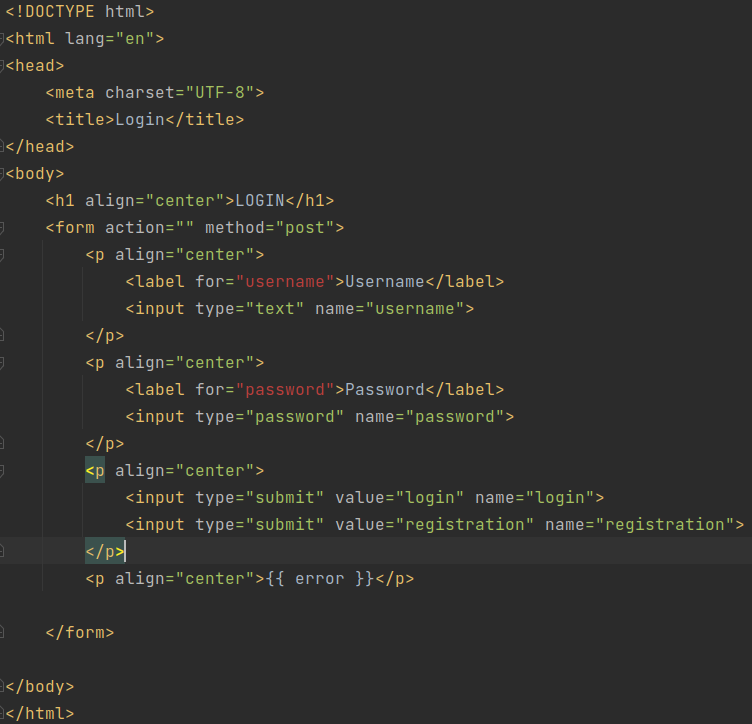 <!DOCTYPE html>
<html lang="en">
<head>
    <meta charset="UTF-8">
    <title>Login</title>
</head>
<body>
    <h1 align="center">LOGIN</h1>
    <form action="" method="post">
        <p align="center">
            <label for="username">Username</label>
            <input type="text" name="username">
        </p>
        <p align="center">
            <label for="password">Password</label>
            <input type="password" name="password">
        </p>
        <p align="center">
            <input type="submit" value="login" name="login">
            <input type="submit" value="registration" name="registration">
        </p>
        <p align="center">{{ error }}</p>
    </form>
</body>
</html>